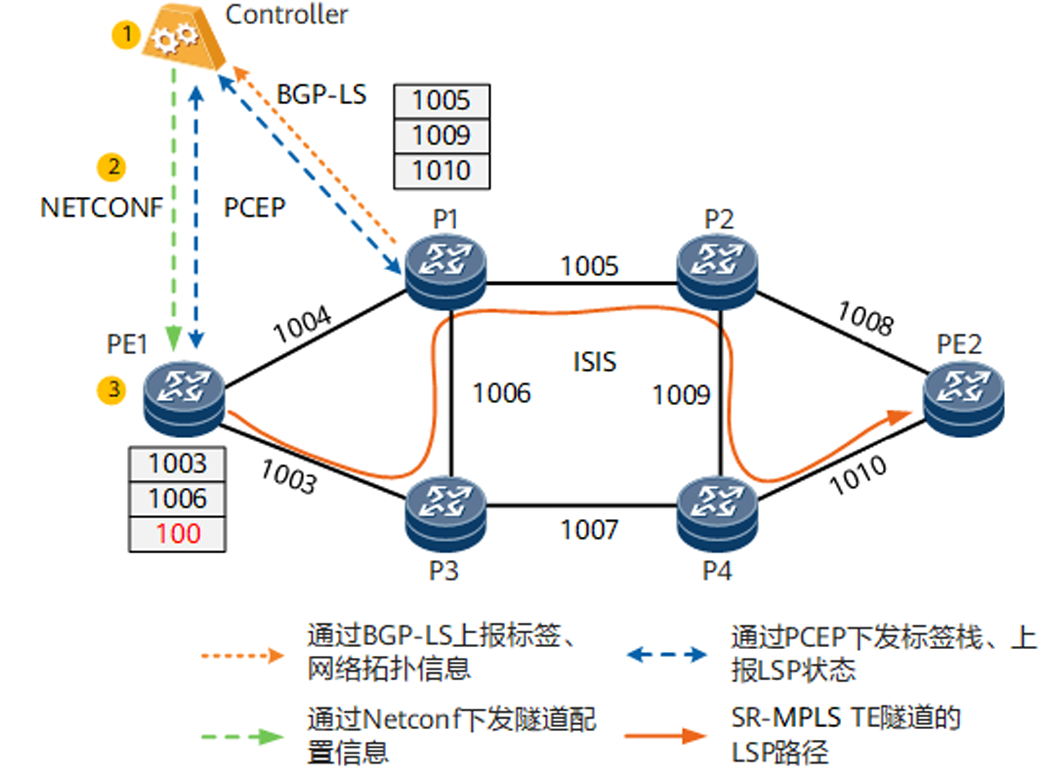 Controller
1
BGP-LS
1005
1009
1010
2
NETCONF
PCEP
P1
P2
1005
1004
1008
PE1
ISIS
PE2
3
1006
1009
1003
1006
100
1003
1010
1007
P3
P4
通过BGP-LS上报标签、
网络拓扑信息
通过PCEP下发标签栈、上
报LSP状态
通过Netconf下发隧道配
置信息
SR-MPLS TE隧道的
LSP路径